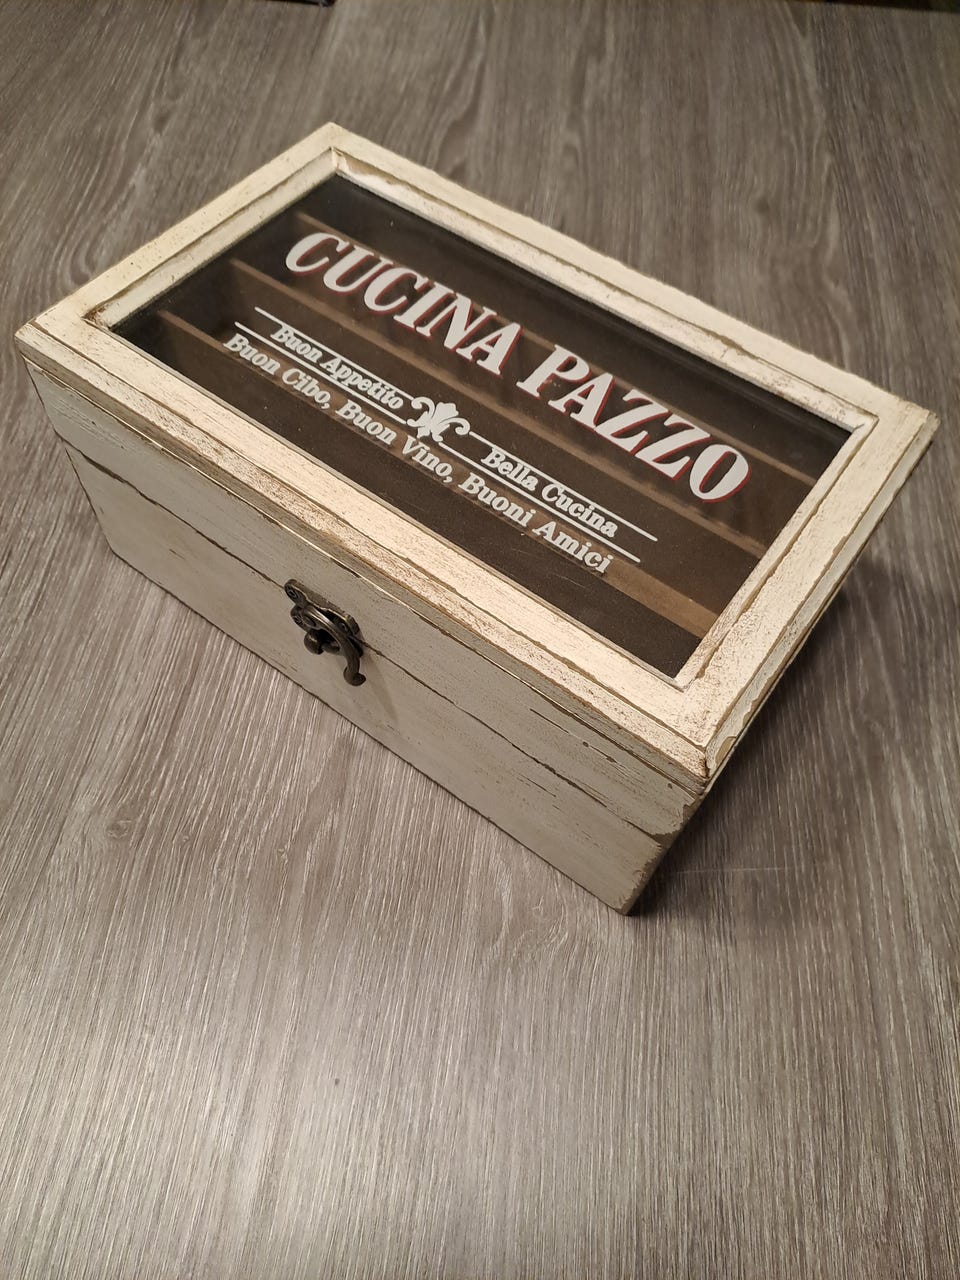 CUCINA PAZZO
Buon Appetito Bella Cucina
Buon Cibo, Buon Vino, Buoni Amici